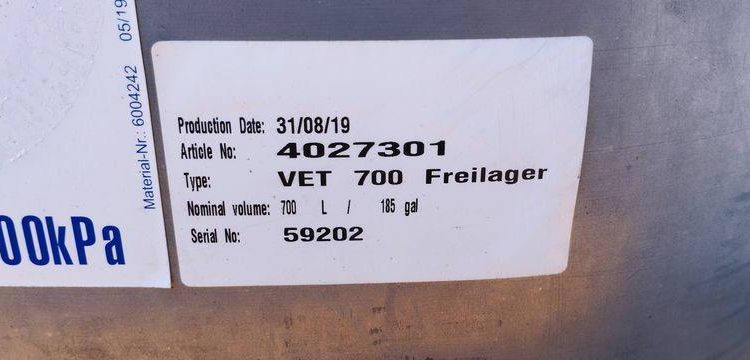 Material-Nr.: 6004242 05/19
00kPa
Production Date: 31/08/19
Article No: 4027301
Type: VET 700 Freilager
Nominal volume: 700 L / 185 gal
Serial No: 59202